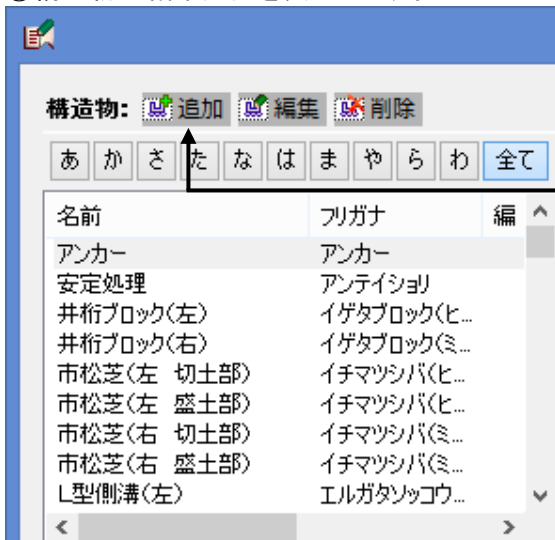 構造物: 追加 編集 削除
あ か さ た な は ま や ら わ 全て
名前 フリガナ 編
アンカー アンカー
安定処理 アンテイショリ
井桁ブロック(左) イゲタブロック(ヒ...
井桁ブロック(右) イゲタブロック(ミ...
市松芝(左 切土部) イチマツシバ(ヒ...
市松芝(左 盛土部) イチマツシバ(ヒ...
市松芝(右 切土部) イチマツシバ(ミ...
市松芝(右 盛土部) イチマツシバ(ミ...
L型側溝(左) エルガタソッコウ...